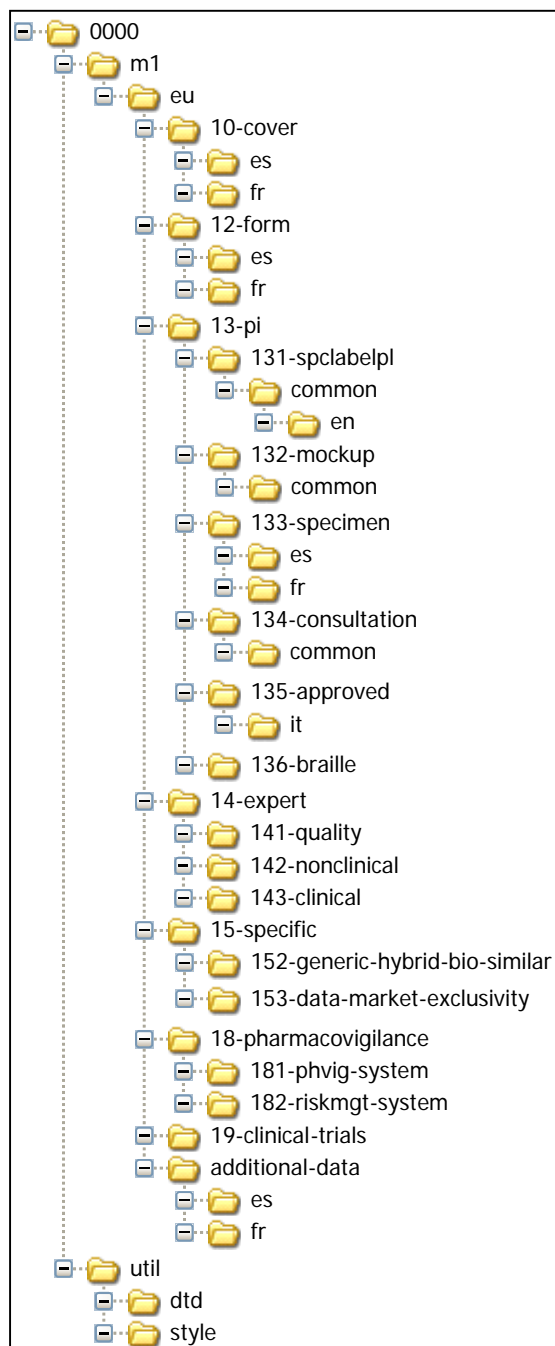 0000
m1
eu
10-cover
es
fr
12-form
es
fr
13-pi
131-spclabelpl
common
en
132-mockup
common
133-specimen
es
fr
134-consultation
common
135-approved
it
136-braille
14-expert
141-quality
142-nonclinical
143-clinical
15-specific
152-generic-hybrid-bio-similar
153-data-market-exclusivity
18-pharmacovigilance
181-phvig-system
182-riskmgt-system
19-clinical-trials
additional-data
es
fr
util
dtd
style